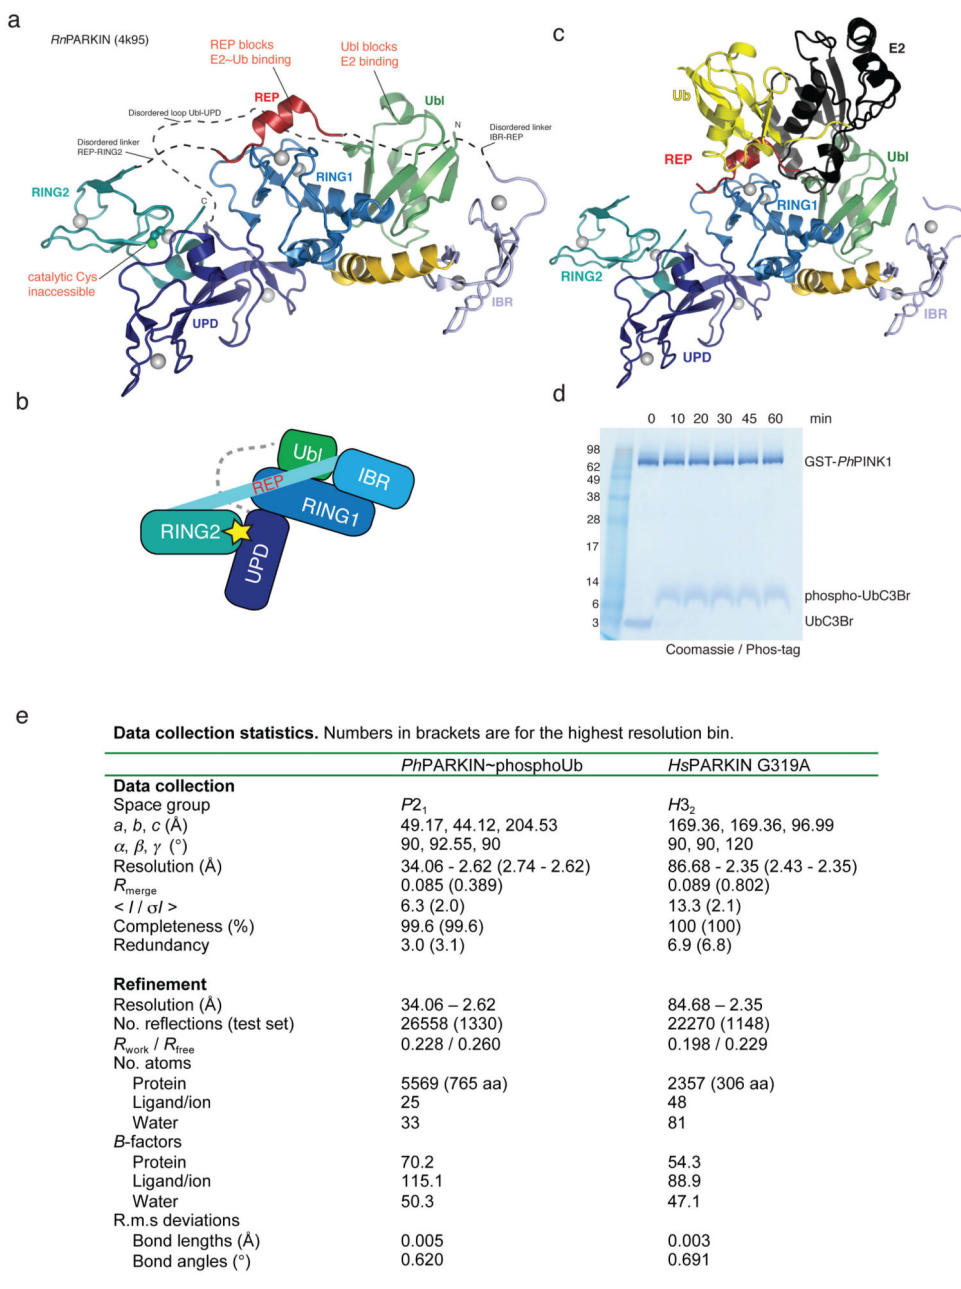 a
RnPARKIN (4k95)
REP blocks
E2~Ub binding
Ubl blocks
E2 binding
REP
Ubl
Disordered loop Ubl-UPD
N
Disordered linker
IBR-REP
Disordered linker
REP-RING2
RING2
RING1
C
catalytic Cys
inaccessible
UPD
IBR
b
Ubl
IBR
REP
RING1
RING2
UPD
c
E2
Ub
REP
Ubl
RING1
RING2
IBR
UPD
d
0 10 20 30 45 60 min
98
62
49
38
28
17
14
6
3
GST-PhPINK1
phospho-UbC3Br
UbC3Br
Coomassie / Phos-tag
e
Data collection statistics. Numbers in brackets are for the highest resolution bin.
PhPARKIN~phosphoUb HsPARKIN G319A
Data collection
Space group P2₁ H3₂
a, b, c (Å) 49.17, 44.12, 204.53 169.36, 169.36, 96.99
α, β, γ (°) 90, 92.55, 90 90, 90, 120
Resolution (Å) 34.06 - 2.62 (2.74 - 2.62) 86.68 - 2.35 (2.43 - 2.35)
Rmerge 0.085 (0.389) 0.089 (0.802)
< I / σI > 6.3 (2.0) 13.3 (2.1)
Completeness (%) 99.6 (99.6) 100 (100)
Redundancy 3.0 (3.1) 6.9 (6.8)
Refinement
Resolution (Å) 34.06 – 2.62 84.68 – 2.35
No. reflections (test set) 26558 (1330) 22270 (1148)
Rwork / Rfree 0.228 / 0.260 0.198 / 0.229
No. atoms
Protein 5569 (765 aa) 2357 (306 aa)
Ligand/ion 25 48
Water 33 81
B-factors
Protein 70.2 54.3
Ligand/ion 115.1 88.9
Water 50.3 47.1
R.m.s deviations
Bond lengths (Å) 0.005 0.003
Bond angles (°) 0.620 0.691